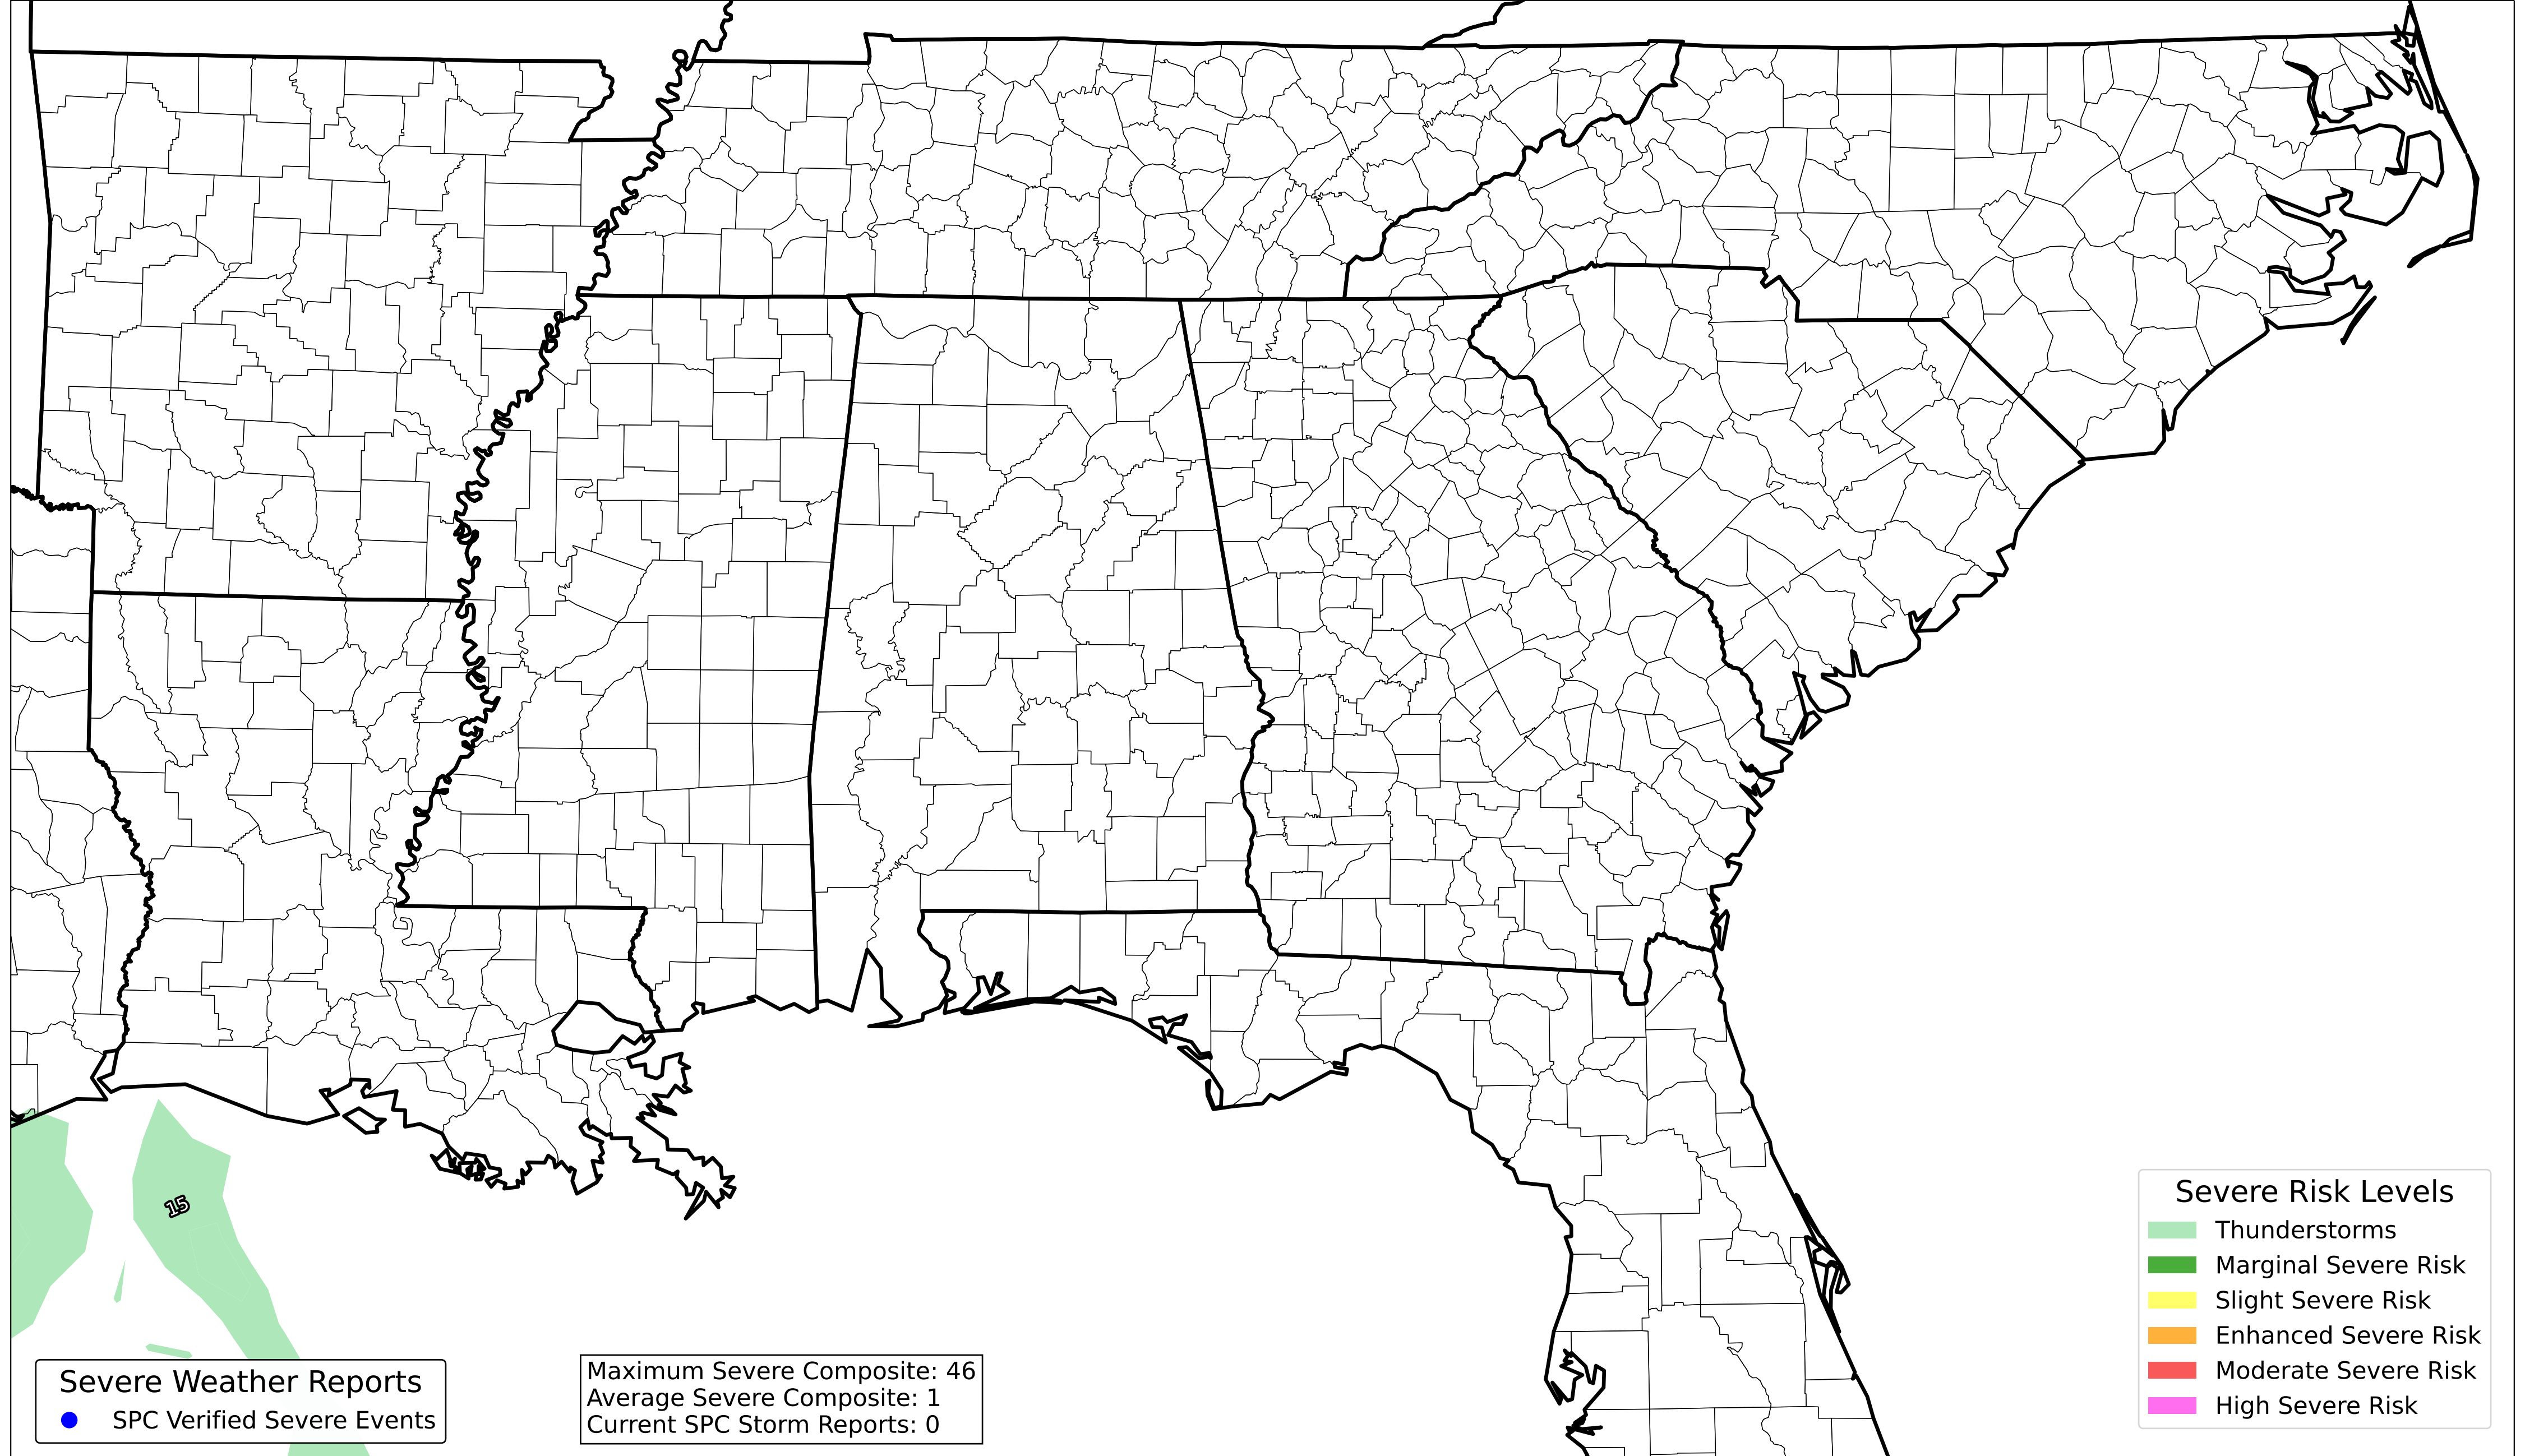 15
Severe Weather Reports
SPC Verified Severe Events
Maximum Severe Composite: 46
Average Severe Composite: 1
Current SPC Storm Reports: 0
Severe Risk Levels
Thunderstorms
Marginal Severe Risk
Slight Severe Risk
Enhanced Severe Risk
Moderate Severe Risk
High Severe Risk